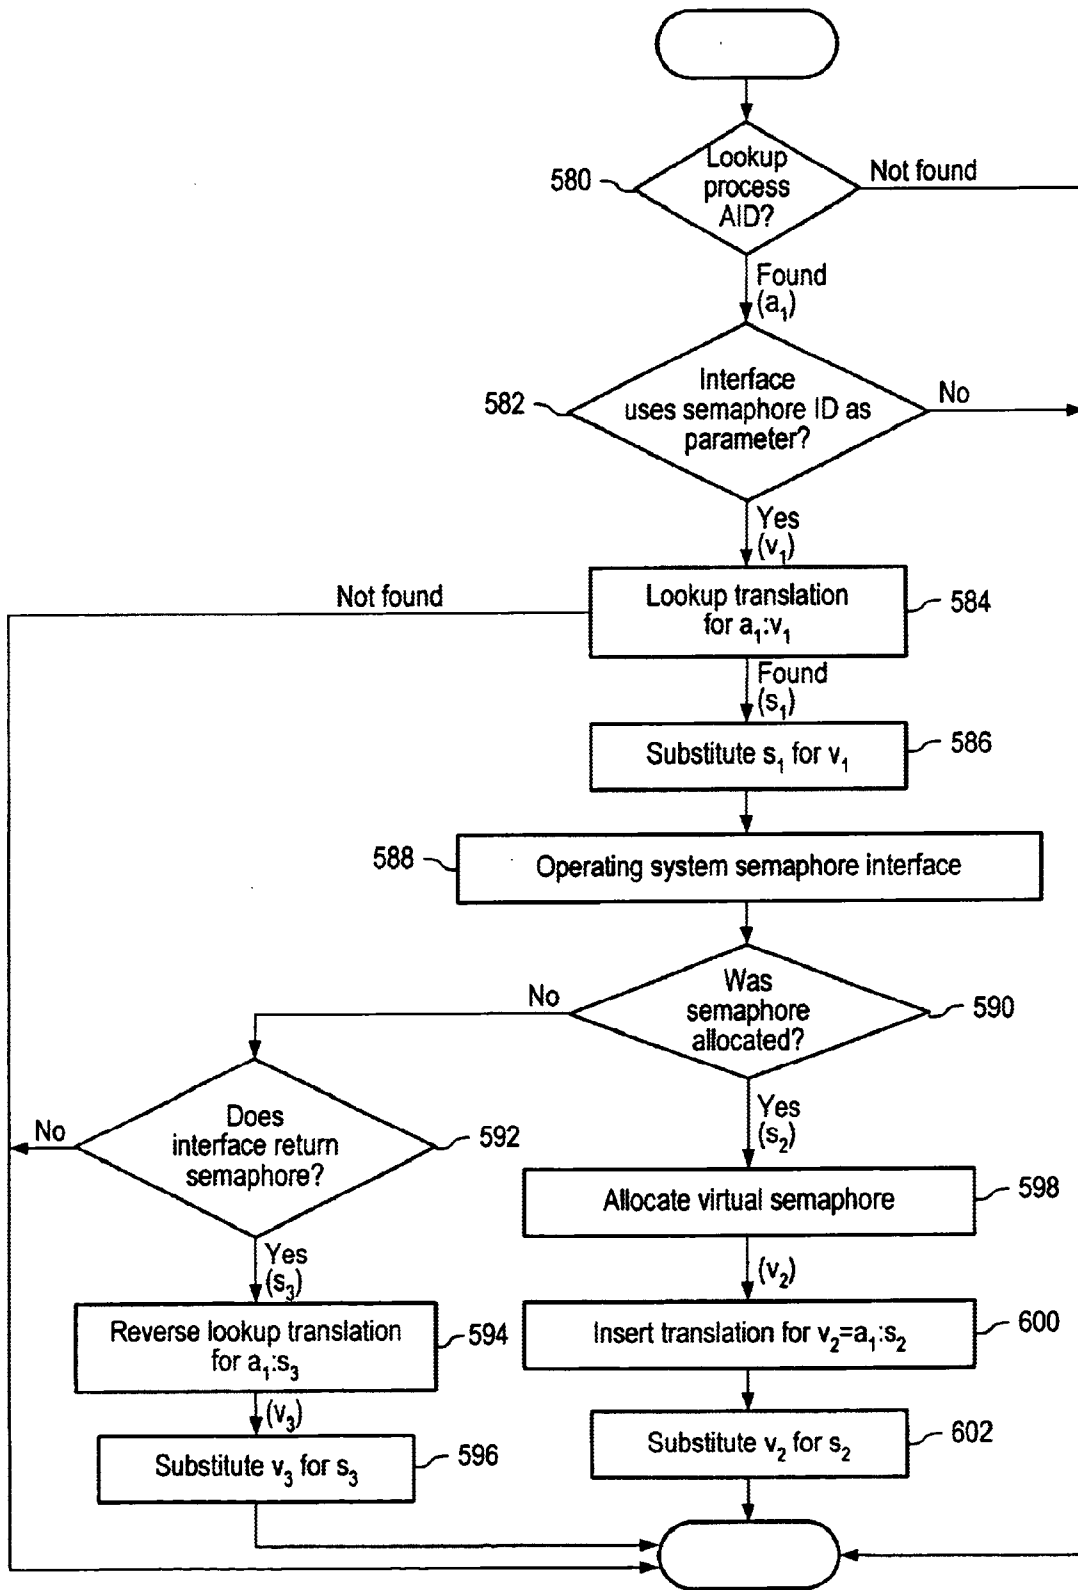 580
Lookup
process
AID?
Not found
Found
(a₁)
582
Interface
uses semaphore ID as
parameter?
No
Yes
(v₁)
Not found
Lookup translation
for a₁:v₁
584
Found
(s₁)
Substitute s₁ for v₁
586
588
Operating system semaphore interface
No
Was
semaphore
allocated?
590
No
Does
interface return
semaphore?
592
Yes
(s₂)
Allocate virtual semaphore
598
Yes
(s₃)
(v₂)
Reverse lookup translation
for a₁:s₃
594
Insert translation for v₂=a₁:s₂
600
(v₃)
Substitute v₃ for s₃
596
Substitute v₂ for s₂
602